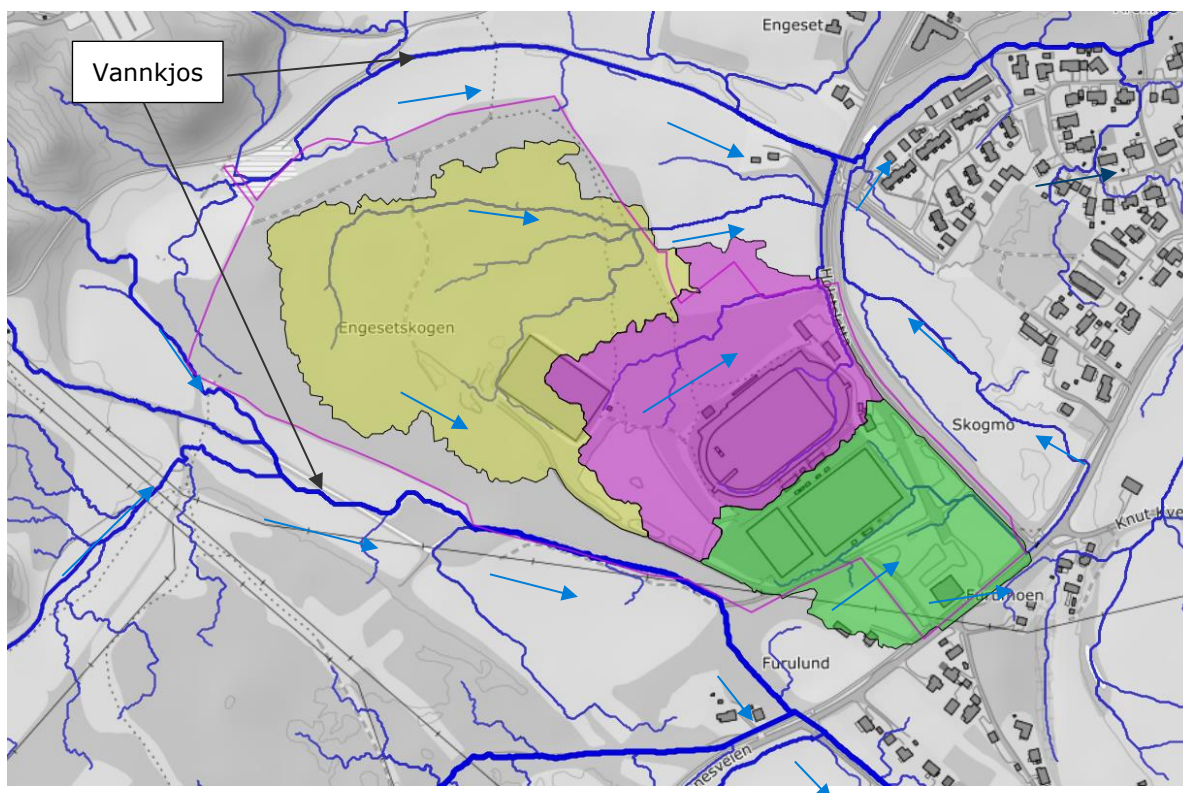 Engeset
Vannkjos
Engesetskogen
Skogmo
Furumoen
Furulund